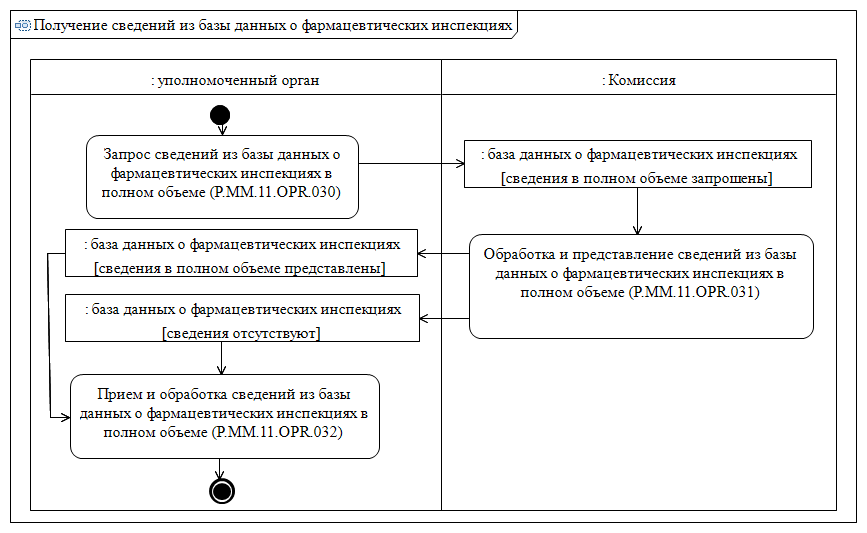 Получение сведений из базы данных о фармацевтических инспекциях
: уполномоченный орган
: Комиссия
Запрос сведений из базы данных о
фармацевтических инспекциях в
полном объеме (P.MM.11.OPR.030)
: база данных о фармацевтических инспекциях
[сведения в полном объеме запрошены]
: база данных о фармацевтических инспекциях
[сведения в полном объеме представлены]
Обработка и представление сведений из базы
данных о фармацевтических инспекциях в
полном объеме (P.MM.11.OPR.031)
: база данных о фармацевтических инспекциях
[сведения отсутствуют]
Прием и обработка сведений из базы
данных о фармацевтических инспекциях в
полном объеме (P.MM.11.OPR.032)